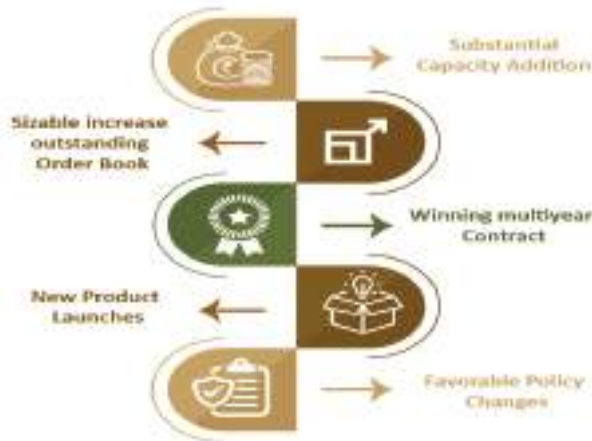 Substantial
Capacity Addition
Sizable increase
outstanding
Order Book
Winning multiyear
Contract
New Product
Launches
Favorable Policy
Changes